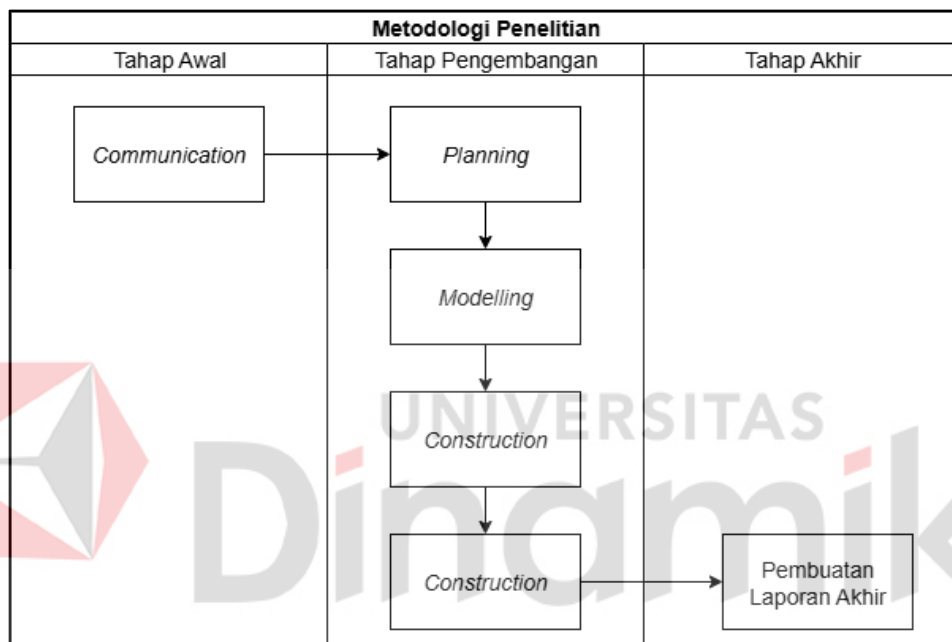 Metodologi Penelitian
Tahap Awal
Tahap Pengembangan
Tahap Akhir
Communication
Planning
Modelling
UNIVERSITAS
Construction
Dinamik
Construction
Pembuatan
Laporan Akhir